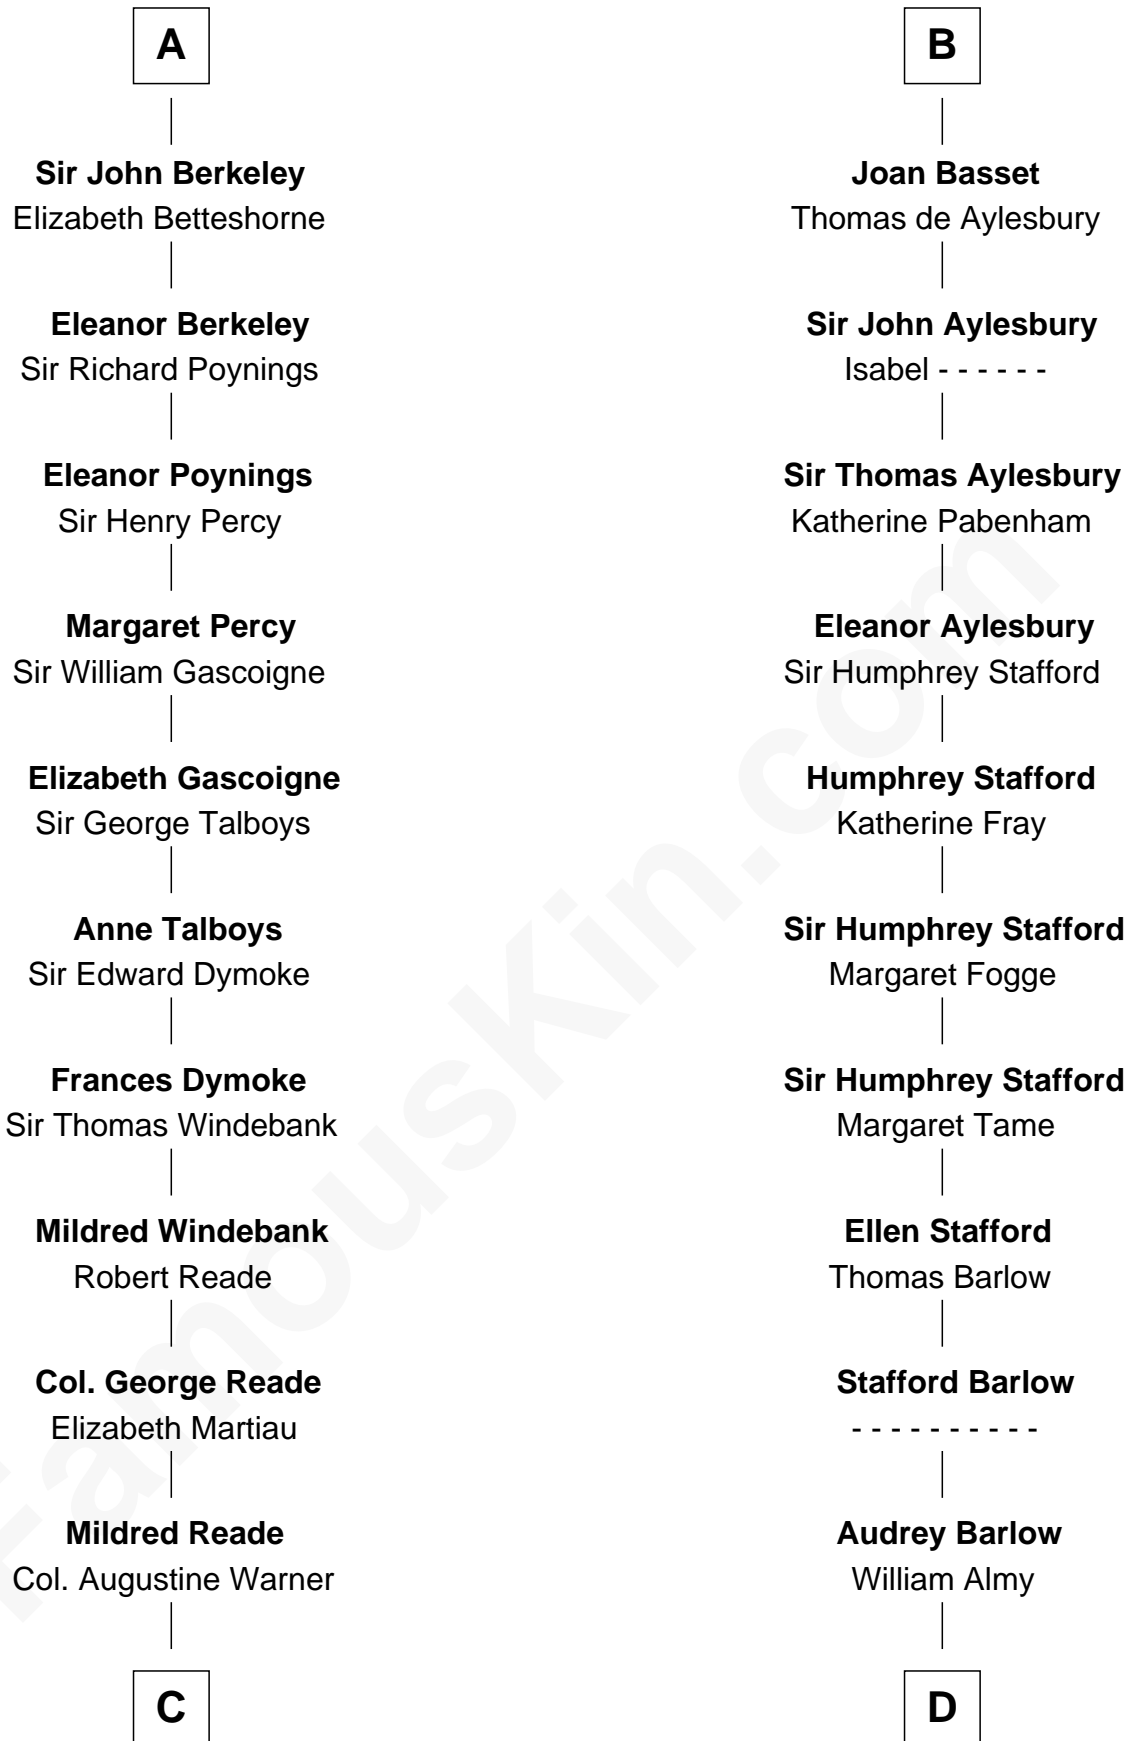 A
Sir John Berkeley
Elizabeth Betteshorne
Eleanor Berkeley
Sir Richard Poynings
Eleanor Poynings
Sir Henry Percy
Margaret Percy
Sir William Gascoigne
Elizabeth Gascoigne
Sir George Talboys
Anne Talboys
Sir Edward Dymoke
Frances Dymoke
Sir Thomas Windebank
Mildred Windebank
Robert Reade
Col. George Reade
Elizabeth Martiau
Mildred Reade
Col. Augustine Warner
C
B
Joan Basset
Thomas de Aylesbury
Sir John Aylesbury
Isabel - - - - - -
Sir Thomas Aylesbury
Katherine Pabenham
Eleanor Aylesbury
Sir Humphrey Stafford
Humphrey Stafford
Katherine Fray
Sir Humphrey Stafford
Margaret Fogge
Sir Humphrey Stafford
Margaret Tame
Ellen Stafford
Thomas Barlow
Stafford Barlow
- - - - - - - - - -
Audrey Barlow
William Almy
D
FamousKin.com